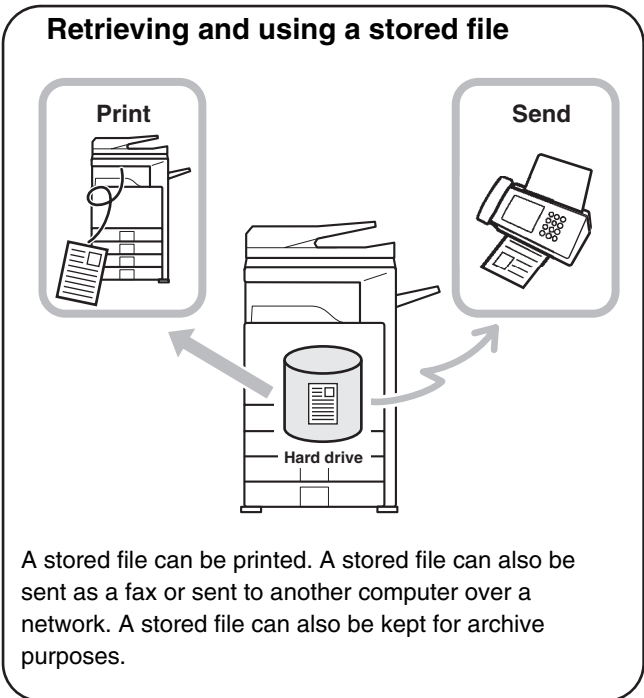 Retrieving and using a stored file
Print
Send
Hard drive
A stored file can be printed. A stored file can also be
sent as a fax or sent to another computer over a
network. A stored file can also be kept for archive
purposes.